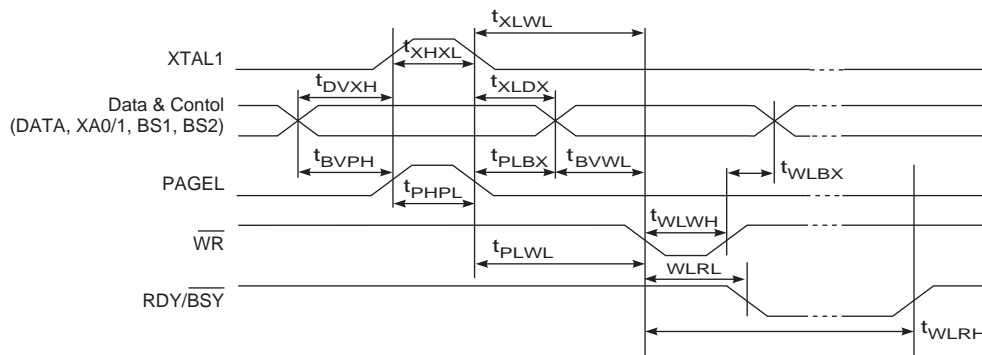 tXLWL
XTAL1
tXHXL
tDVXH
tXLDX
Data & Contol
(DATA, XA0/1, BS1, BS2)
tBVPH
tPLBX
tBVWL
tWLBX
PAGEL
tPHPL
tWLWH
WR
tPLWL
WLRL
RDY/BSY
tWLRH